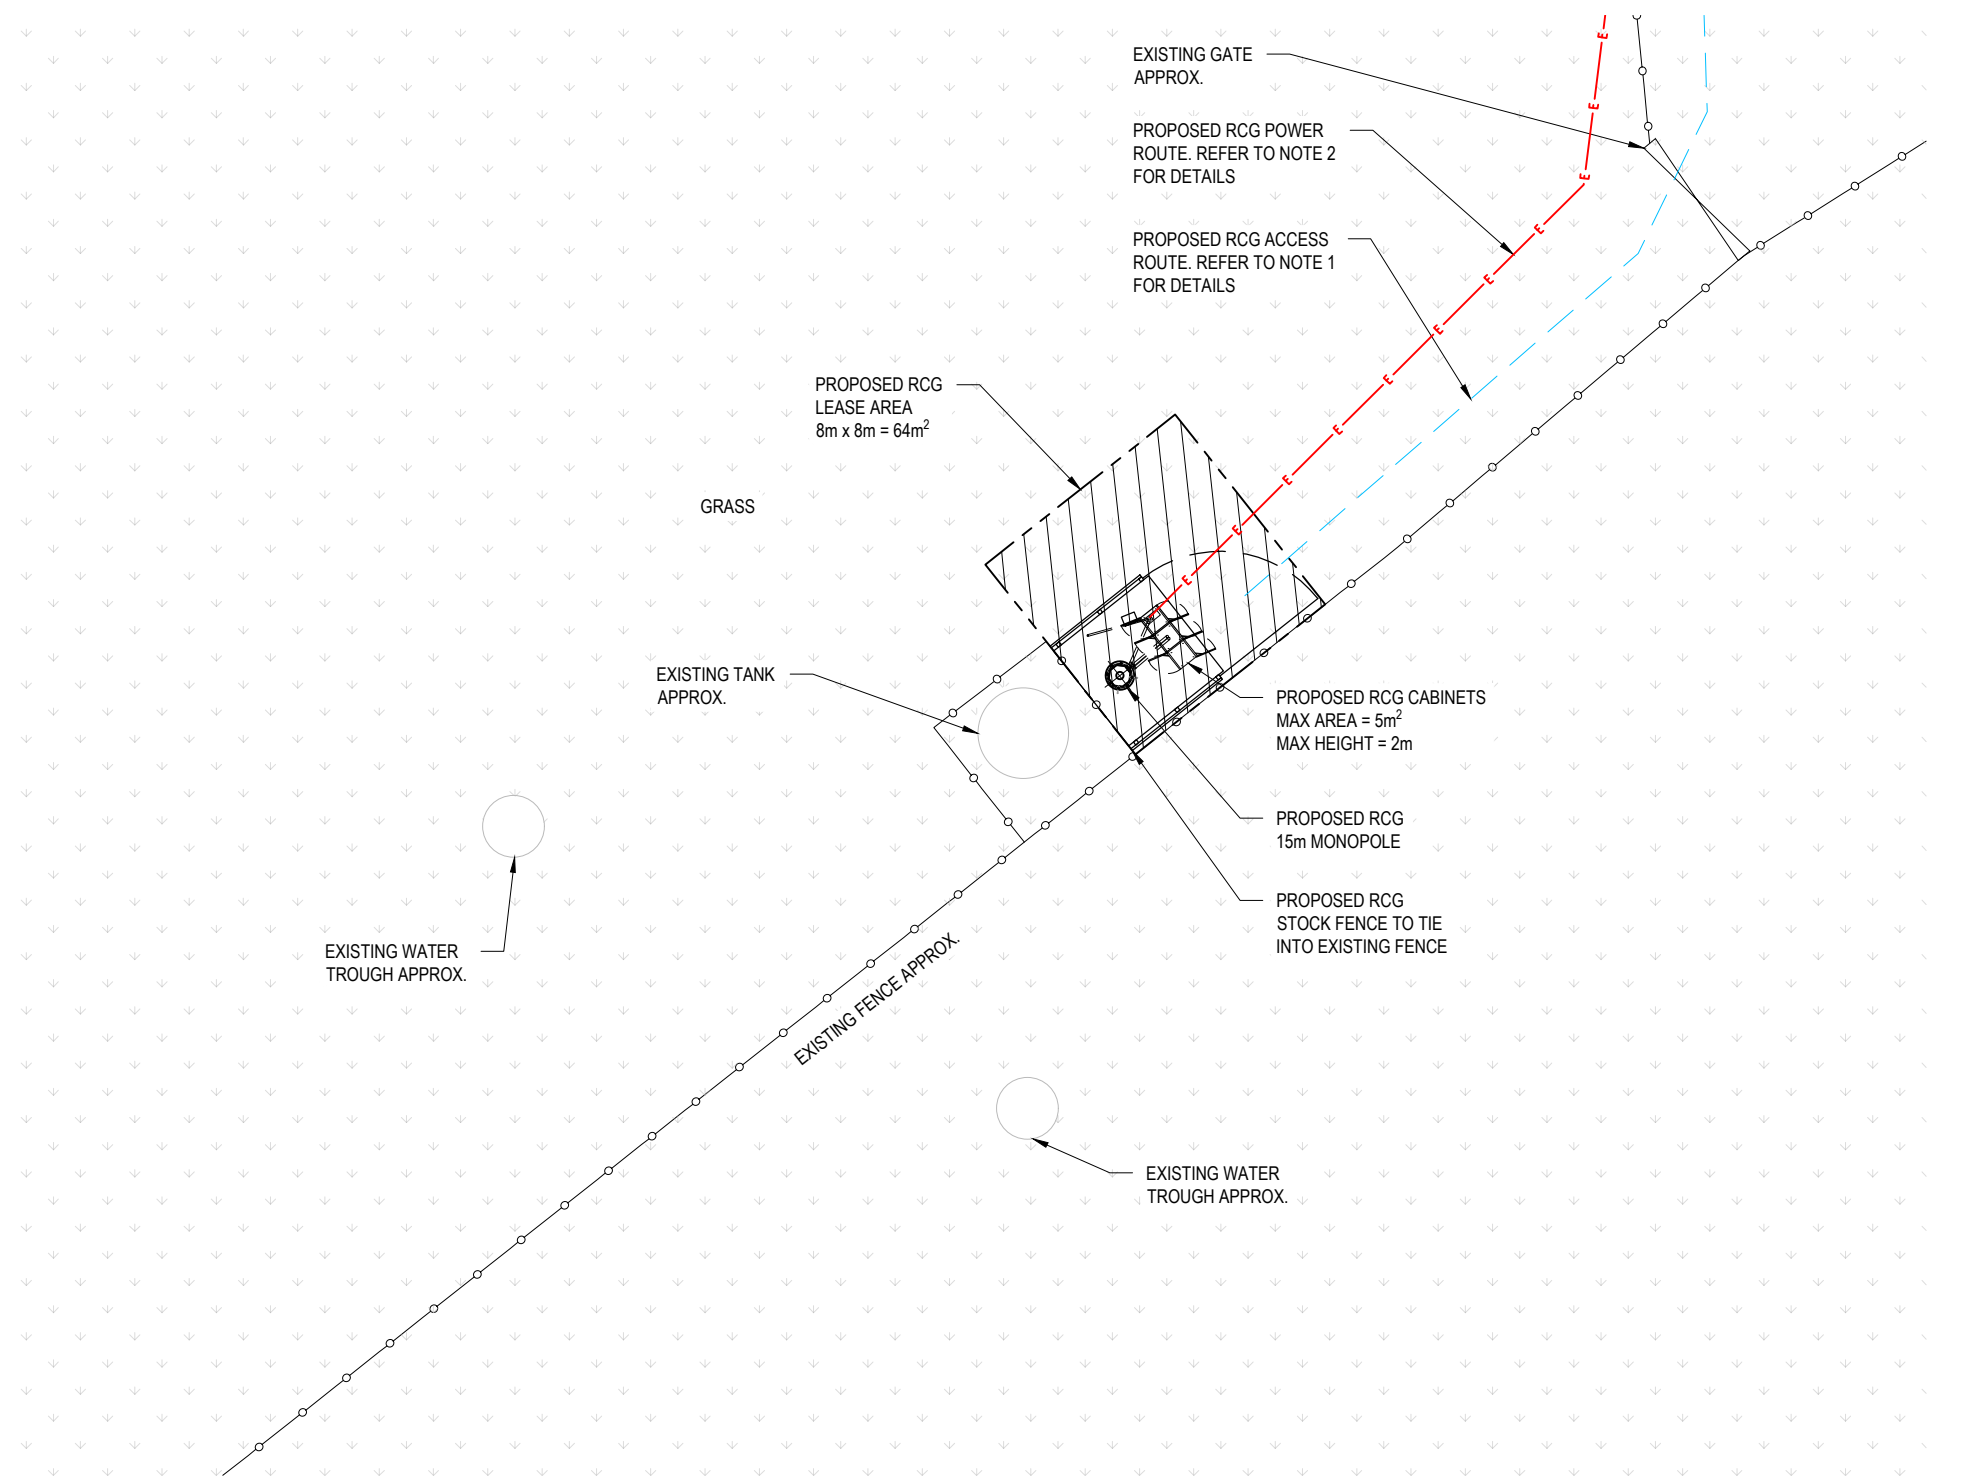 EXISTING GATE
APPROX.
PROPOSED RCG POWER
ROUTE. REFER TO NOTE 2
FOR DETAILS
PROPOSED RCG ACCESS
ROUTE. REFER TO NOTE 1
FOR DETAILS
PROPOSED RCG
LEASE AREA
8m x 8m = 64m²
GRASS
EXISTING TANK
APPROX.
PROPOSED RCG CABINETS
MAX AREA = 5m²
MAX HEIGHT = 2m
PROPOSED RCG
15m MONOPOLE
PROPOSED RCG
STOCK FENCE TO TIE
INTO EXISTING FENCE
EXISTING WATER
TROUGH APPROX.
EXISTING FENCE APPROX.
EXISTING WATER
TROUGH APPROX.
E
E
E
E
E
E
E
E
E
E
E